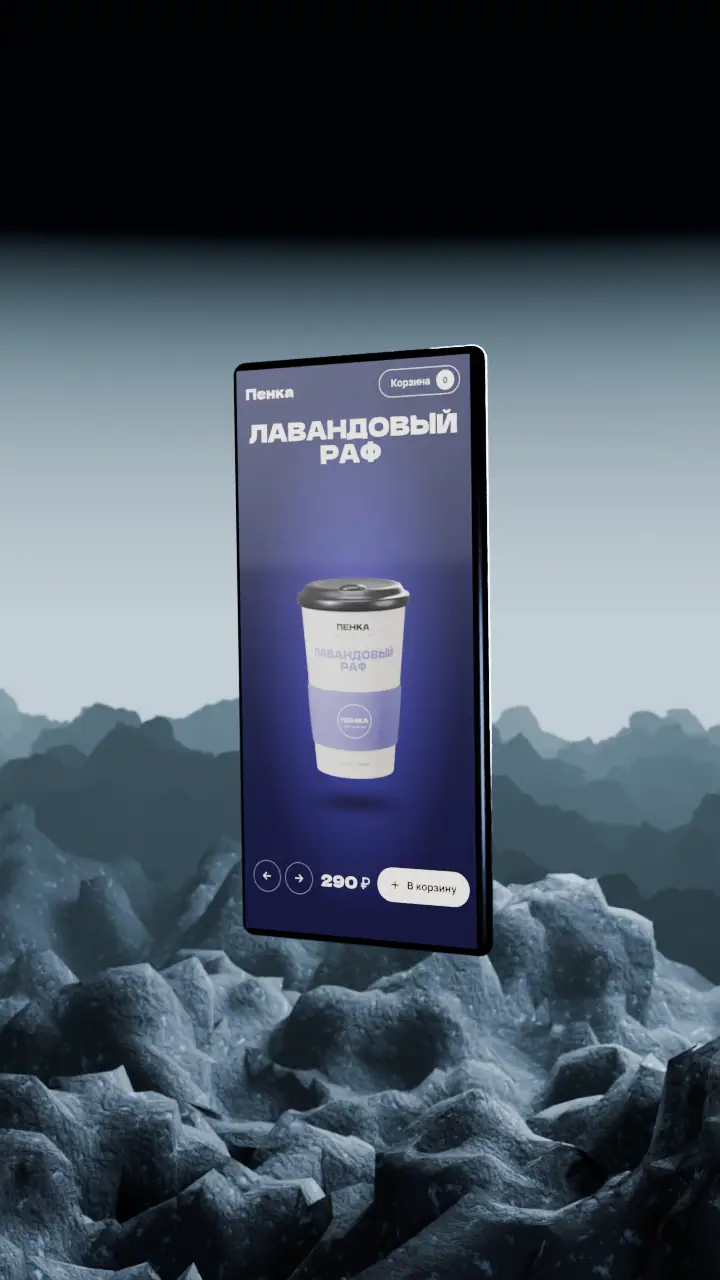 Пенка
Корзина 0
ЛАВАНДОВЫЙ
РАФ
ПЕНКА
ЛАВАНДОВЫЙ
РАФ
ПЕНКА
290 ₽
+ В корзину